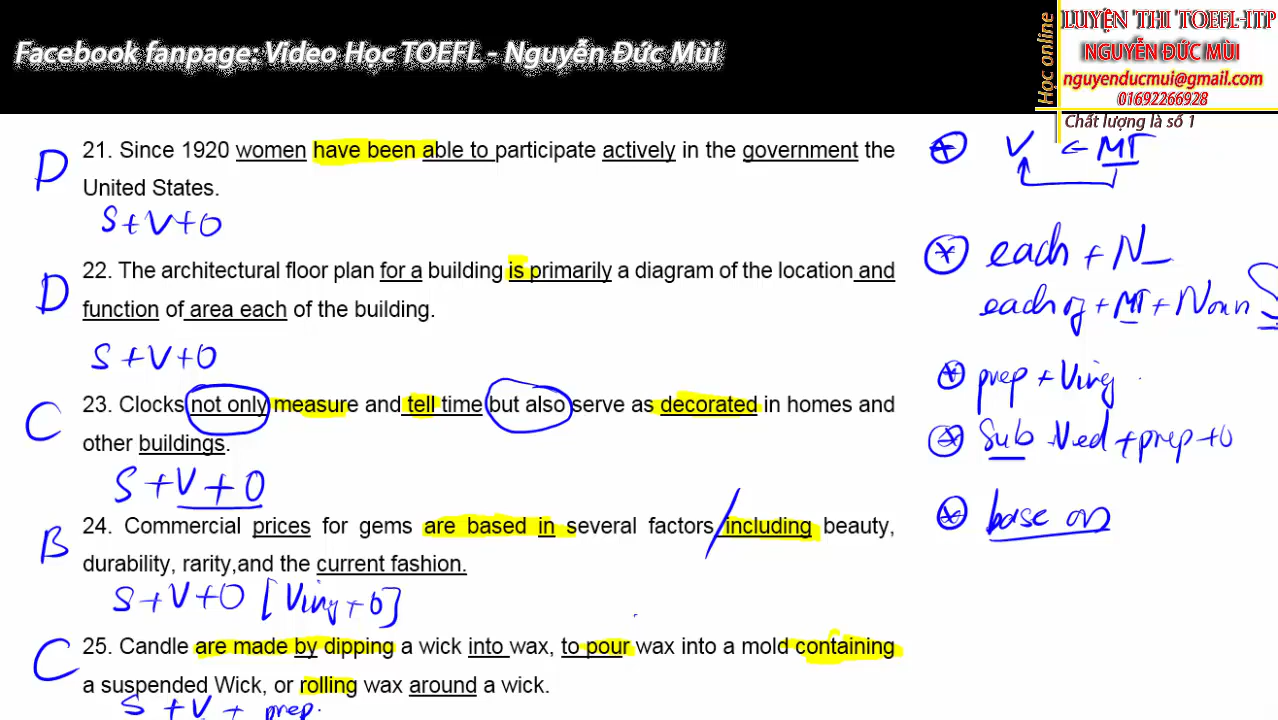 Facebook fanpage: Video Học TOEFL - Nguyễn Đức Mùi
Học online
LUYỆN THI TOEFL-ITP
NGUYỄN ĐỨC MÙI
nguyenducmui@gmail.com
01692266928
Chất lượng là số 1
D
21. Since 1920 women have been able to participate actively in the government the
United States.
S+V+O
D
22. The architectural floor plan for a building is primarily a diagram of the location and
function of area each of the building.
S+V+O
C
23. Clocks not only measure and tell time but also serve as decorated in homes and
other buildings.
S+V+O
B
24. Commercial prices for gems are based in several factors including beauty,
durability, rarity,and the current fashion.
S+V+O [Ving+O]
C
25. Candle are made by dipping a wick into wax, to pour wax into a mold containing
a suspended Wick, or rolling wax around a wick.
S+V+ prep.
V ← MT
each + N
each of + MT + Noun S
prep + Ving
Sub Ved + prep + O
base on